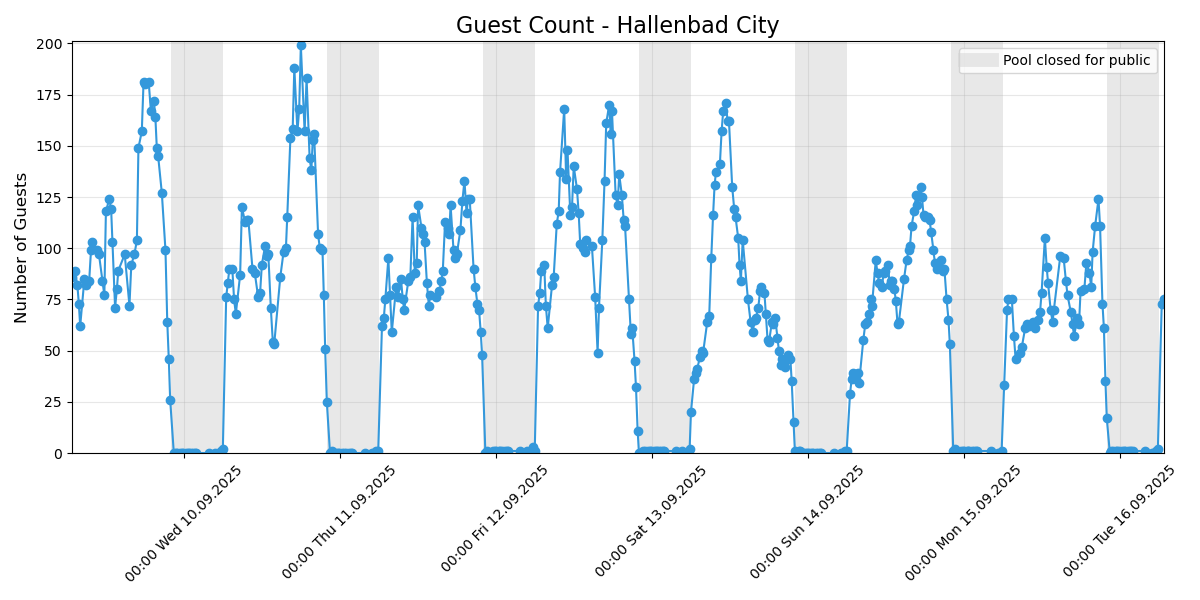 Guest Count - Hallenbad City
Number of Guests
200
175
150
125
100
75
50
25
0
Pool closed for public
00:00 Wed 10.09.2025
00:00 Thu 11.09.2025
00:00 Fri 12.09.2025
00:00 Sat 13.09.2025
00:00 Sun 14.09.2025
00:00 Mon 15.09.2025
00:00 Tue 16.09.2025